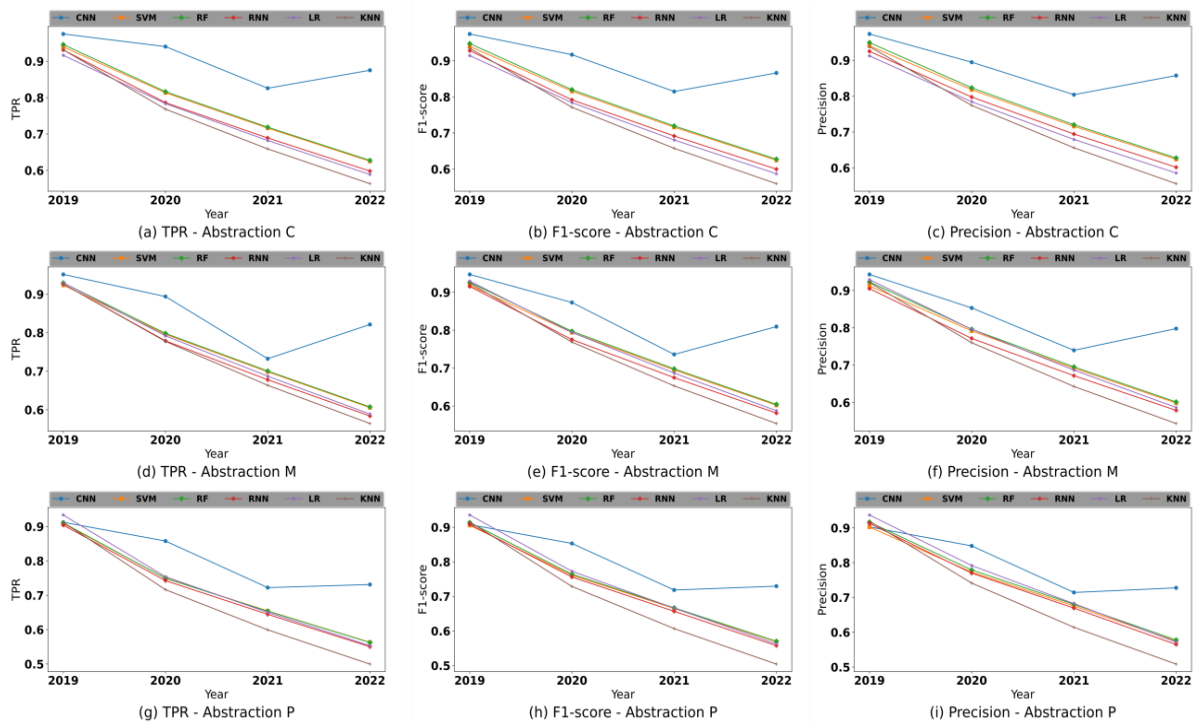 CNN SVM RF RNN LR KNN
0.9
0.8
0.7
0.6
TPR
2019 2020 2021 2022
Year
(a) TPR - Abstraction C
CNN SVM RF RNN LR KNN
0.9
0.8
0.7
0.6
F1-score
2019 2020 2021 2022
Year
(b) F1-score - Abstraction C
CNN SVM RF RNN LR KNN
0.9
0.8
0.7
0.6
Precision
2019 2020 2021 2022
Year
(c) Precision - Abstraction C
CNN SVM RF RNN LR KNN
0.9
0.8
0.7
0.6
TPR
2019 2020 2021 2022
Year
(d) TPR - Abstraction M
CNN SVM RF RNN LR KNN
0.9
0.8
0.7
0.6
F1-score
2019 2020 2021 2022
Year
(e) F1-score - Abstraction M
CNN SVM RF RNN LR KNN
0.9
0.8
0.7
0.6
Precision
2019 2020 2021 2022
Year
(f) Precision - Abstraction M
CNN SVM RF RNN LR KNN
0.9
0.8
0.7
0.6
0.5
TPR
2019 2020 2021 2022
Year
(g) TPR - Abstraction P
CNN SVM RF RNN LR KNN
0.9
0.8
0.7
0.6
0.5
F1-score
2019 2020 2021 2022
Year
(h) F1-score - Abstraction P
CNN SVM RF RNN LR KNN
0.9
0.8
0.7
0.6
0.5
Precision
2019 2020 2021 2022
Year
(i) Precision - Abstraction P